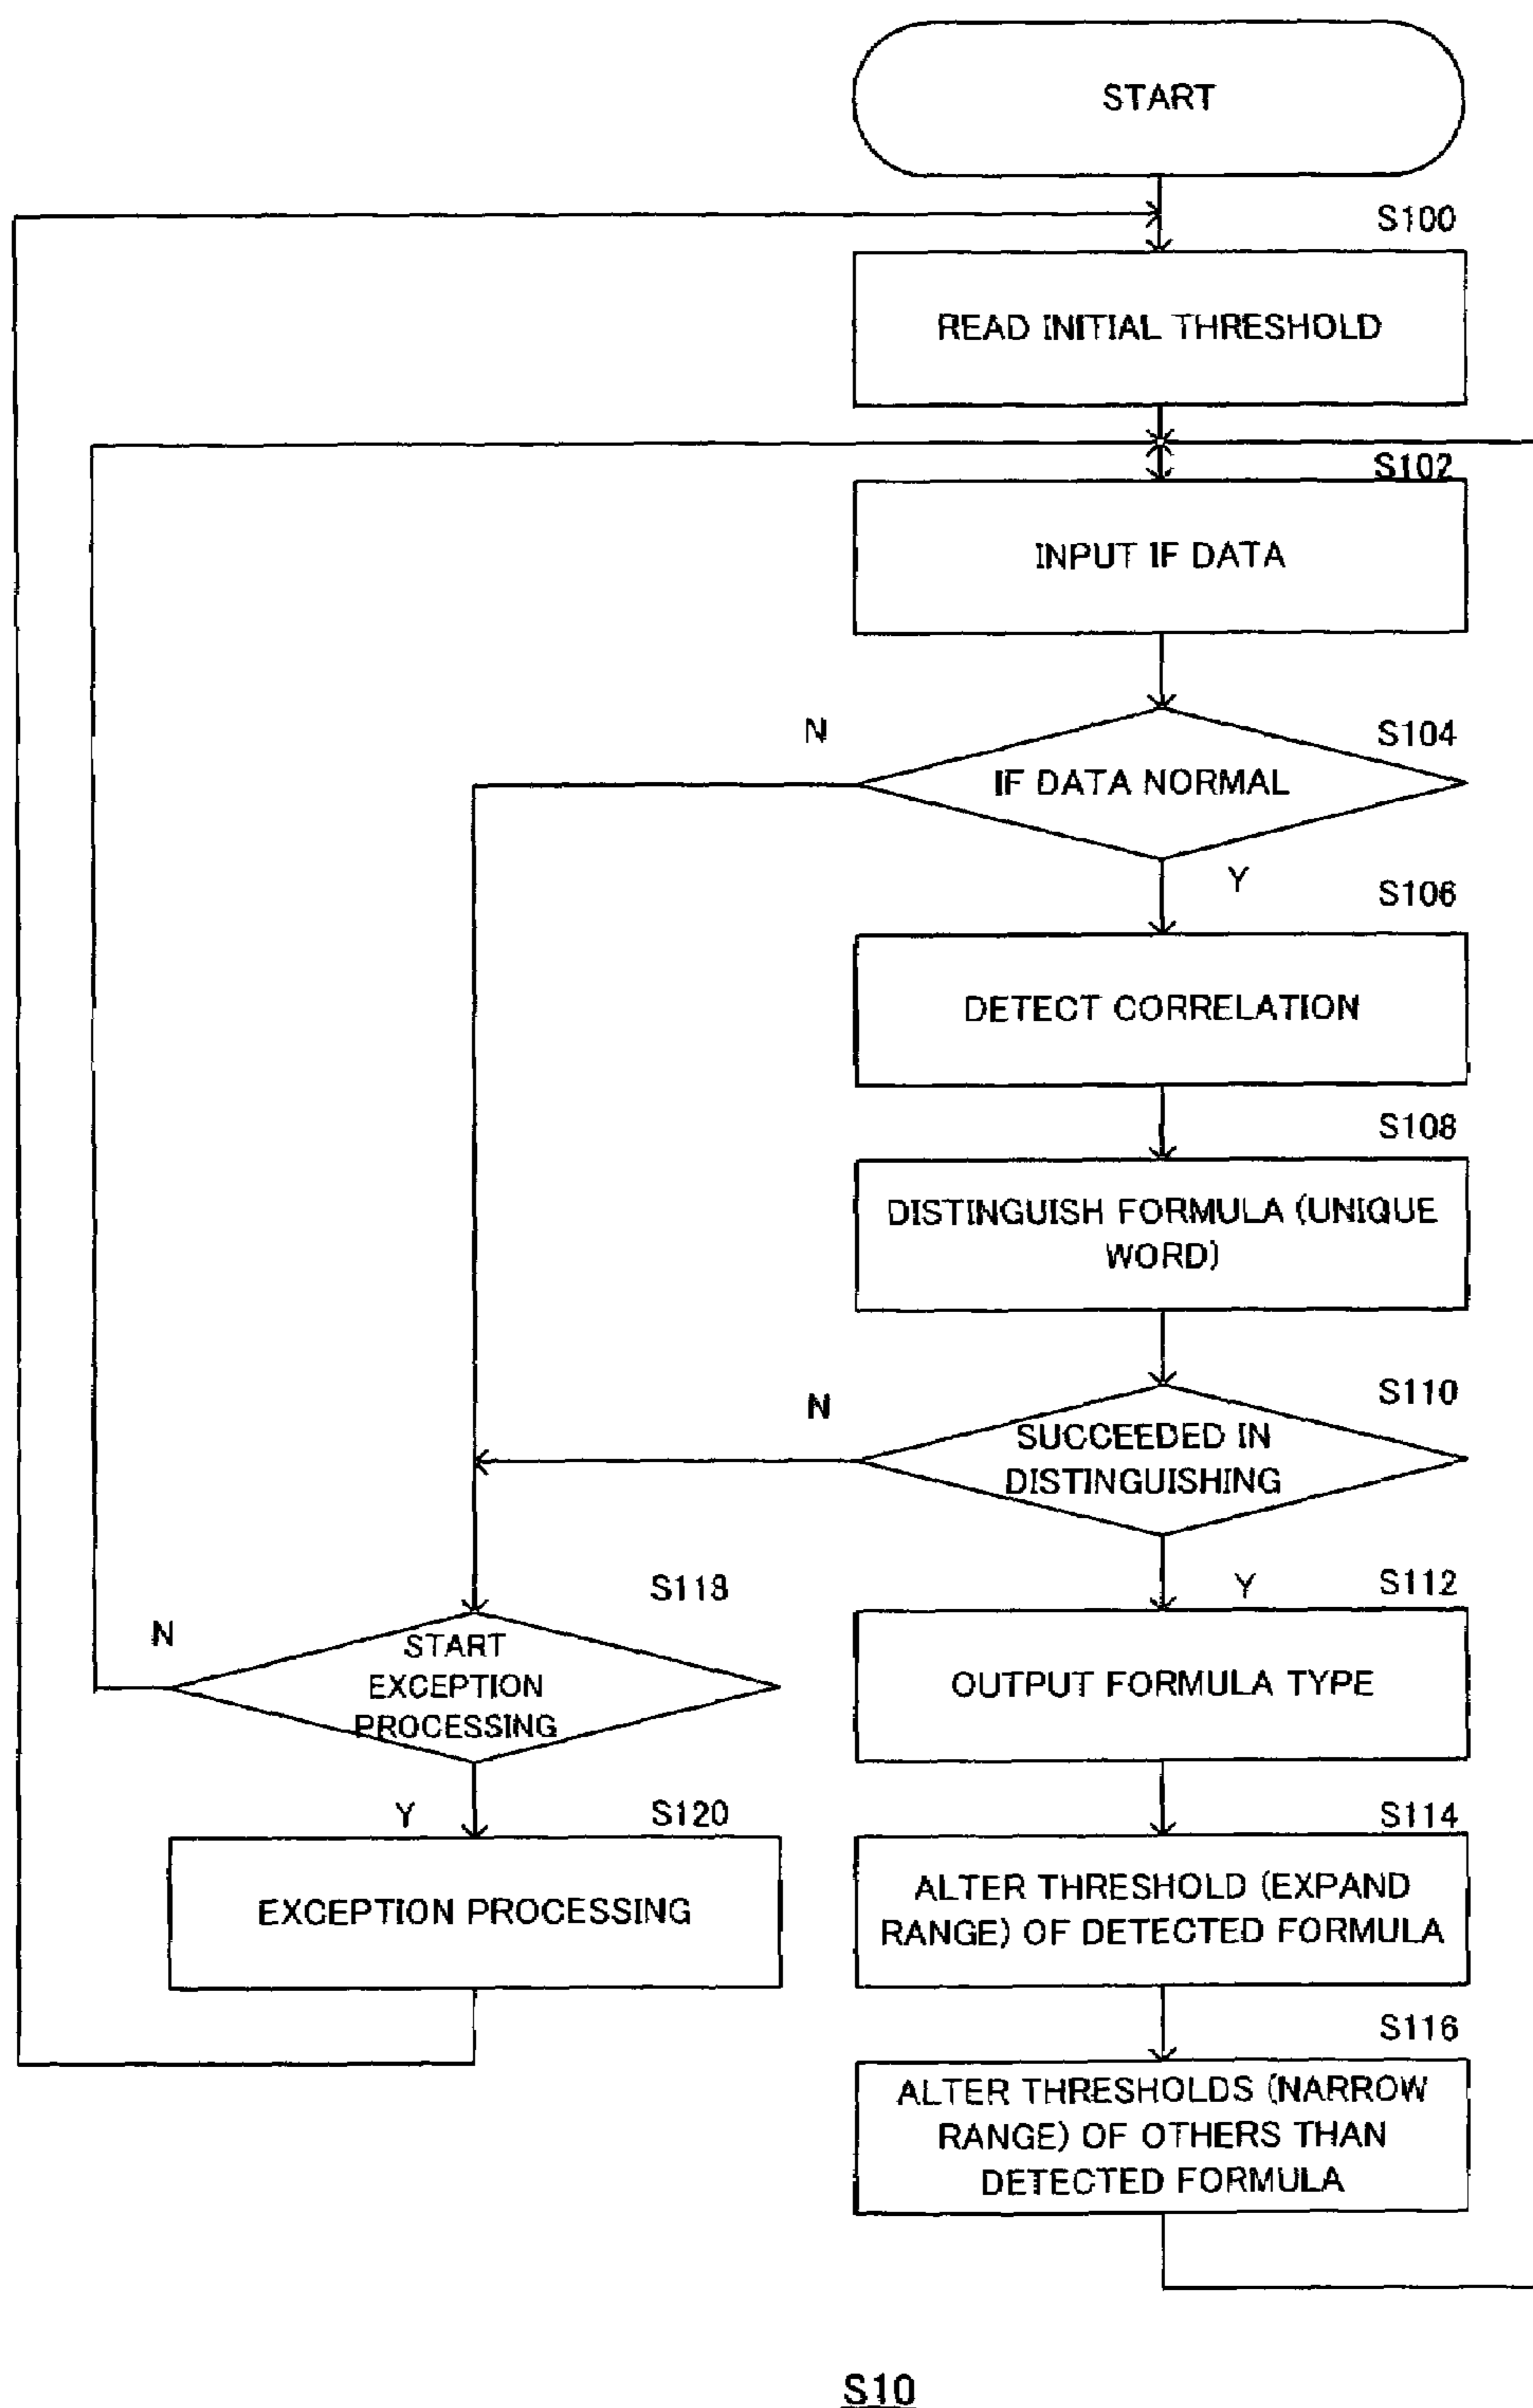 START
S100
READ INITIAL THRESHOLD
S102
INPUT IF DATA
N
S104
IF DATA NORMAL
Y
S106
DETECT CORRELATION
S108
DISTINGUISH FORMULA (UNIQUE
WORD)
N
S110
SUCCEEDED IN
DISTINGUISHING
S118
Y
S112
N
START
EXCEPTION
PROCESSING
OUTPUT FORMULA TYPE
Y
S120
S114
EXCEPTION PROCESSING
ALTER THRESHOLD (EXPAND
RANGE) OF DETECTED FORMULA
S116
ALTER THRESHOLDS (NARROW
RANGE) OF OTHERS THAN
DETECTED FORMULA
S10